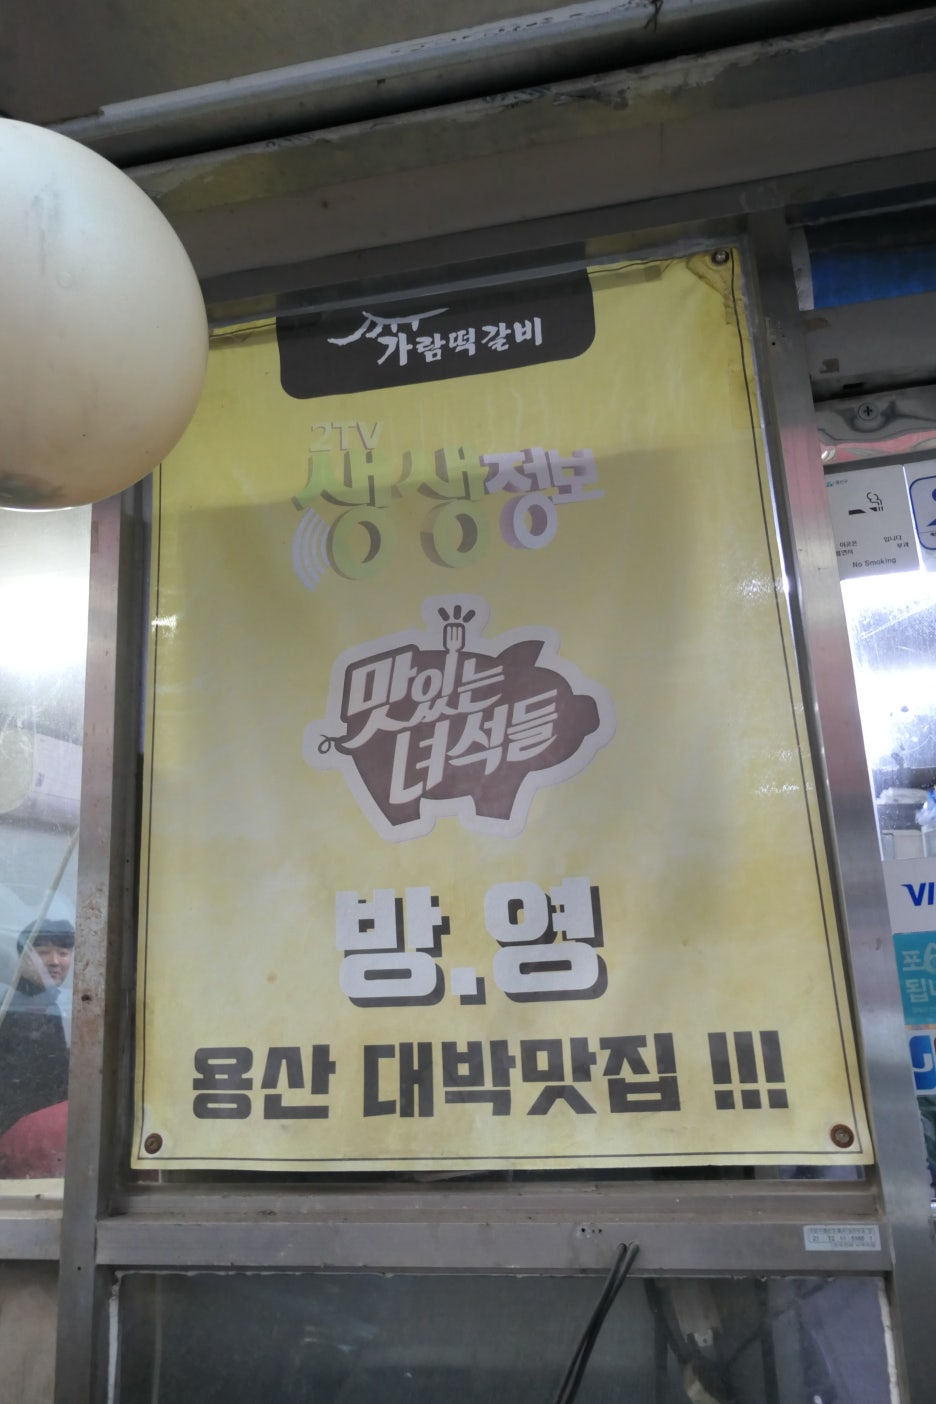 가람떡갈비
2TV
생생정보
맛있는
녀석들
방.영
용산 대박맛집 !!!
No Smoking